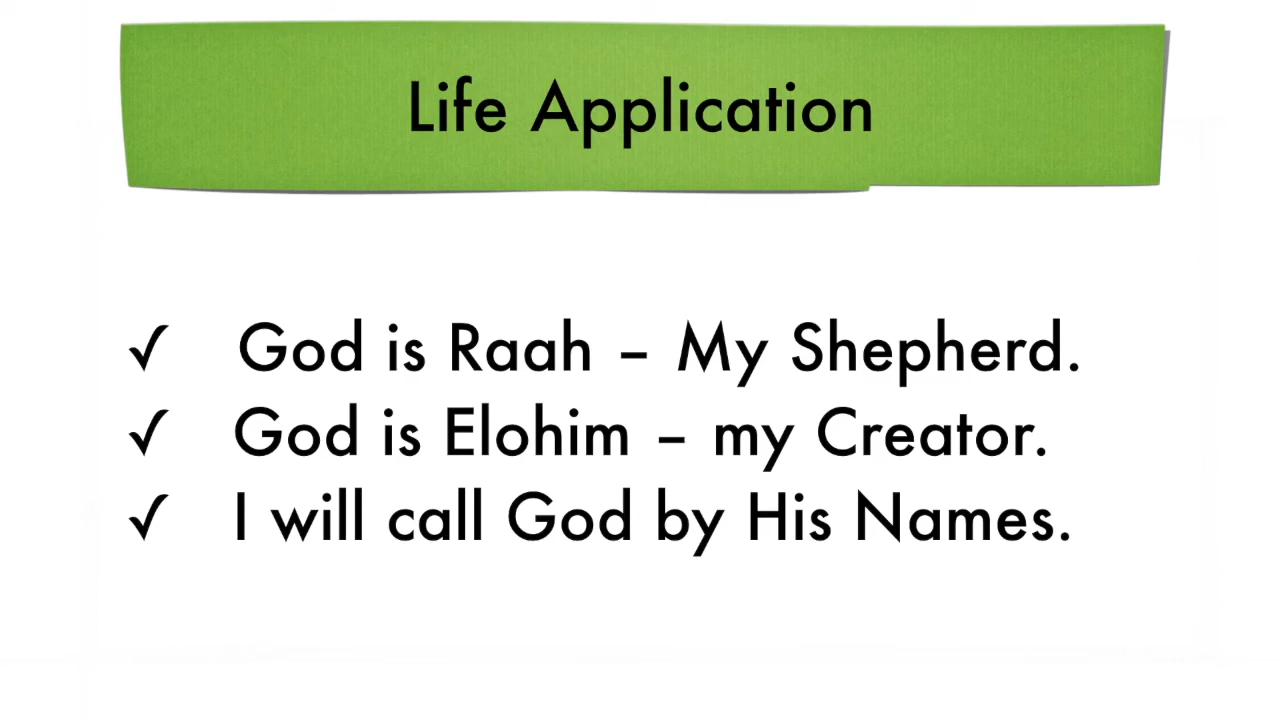 Life Application
✓ God is Raah – My Shepherd.
✓ God is Elohim – my Creator.
✓ I will call God by His Names.